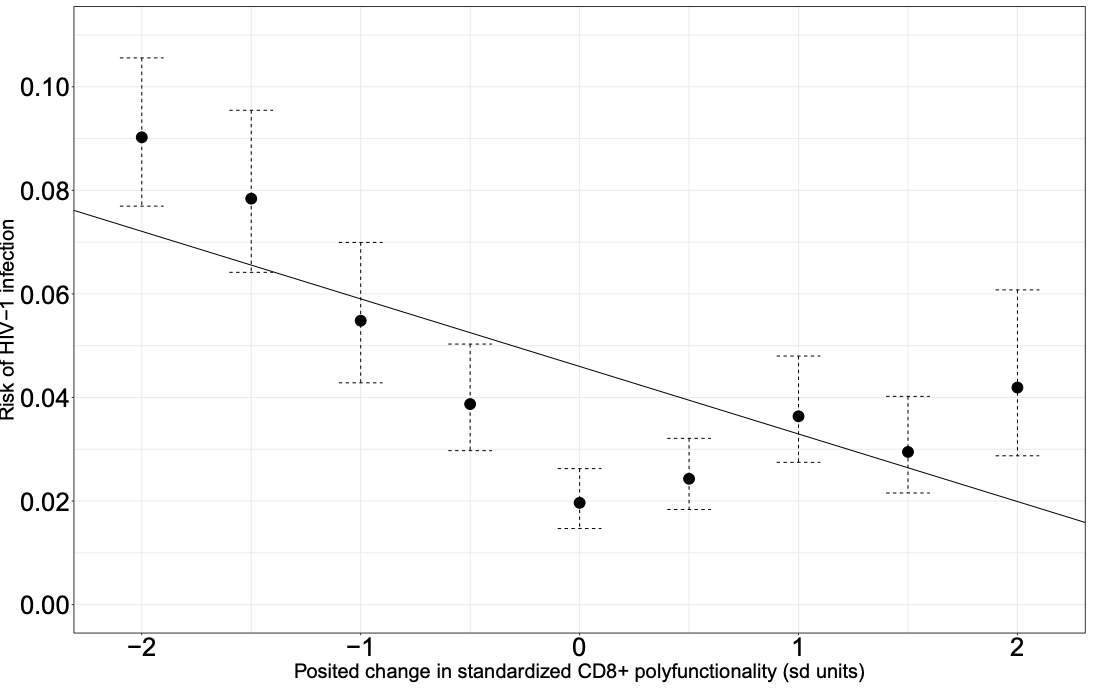 0.10
0.08
0.06
0.04
0.02
0.00
Risk of HIV−1 infection
−2 −1 0 1 2
Posited change in standardized CD8+ polyfunctionality (sd units)